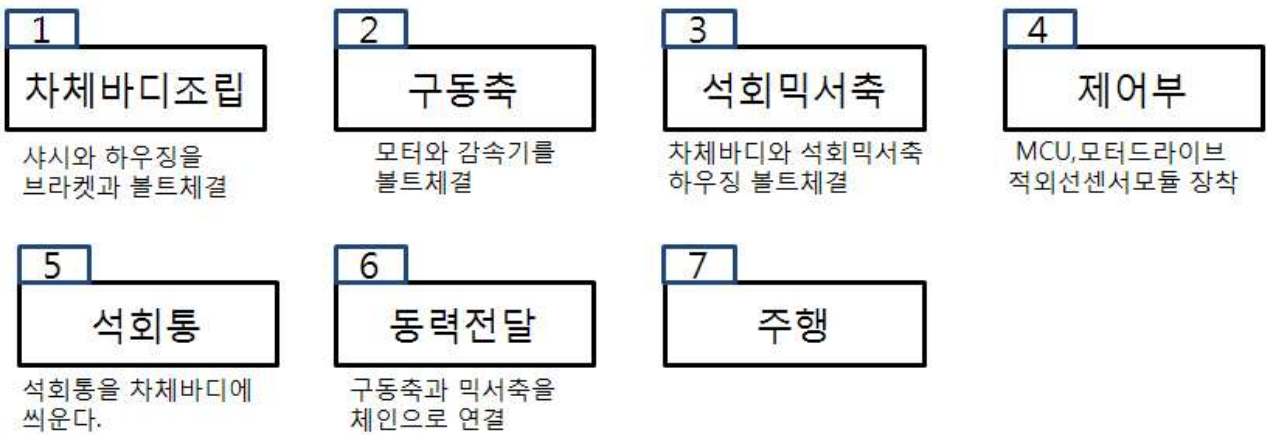 1
차체바디조립
샤시와 하우징을
브라켓과 볼트체결
2
구동축
모터와 감속기를
볼트체결
3
석회믹서축
차체바디와 석회믹서축
하우징 볼트체결
4
제어부
MCU,모터드라이브
적외선센서모듈 장착
5
석회통
석회통을 차체바디에
씌운다.
6
동력전달
구동축과 믹서축을
체인으로 연결
7
주행